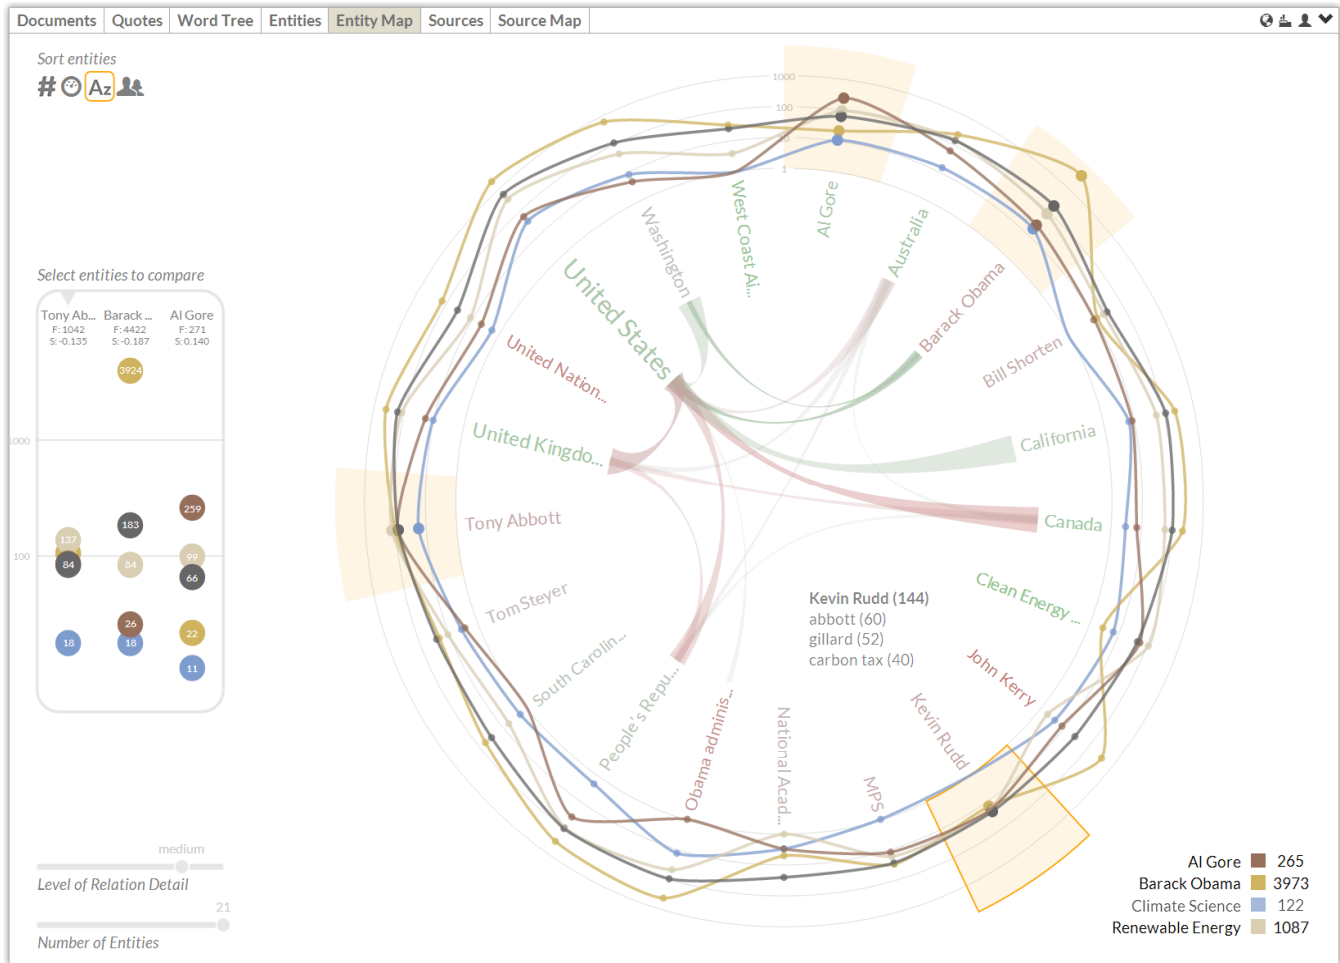 Documents
Quotes
Word Tree
Entities
Entity Map
Sources
Source Map
Sort entities
#
Az
Select entities to compare
Tony Ab... Barack ... Al Gore
F: 1042 F: 4422 F: 271
S: -0.135 S: -0.187 S: 0.140
3924
1000
259
183
137
100
84
84
99
66
26
18
18
22
11
medium
Level of Relation Detail
21
Number of Entities
1000
100
10
1
Al Gore
Australia
Barack Obama
Bill Shorten
California
Canada
Clean Energy ...
John Kerry
Kevin Rudd
MPS
National Acad...
Obama adminis...
People's Repu...
South Carolin...
Tom Steyer
Tony Abbott
United Kingdo...
United Nation...
United States
Washington
West Coast Ai...
Kevin Rudd (144)
abbott (60)
gillard (52)
carbon tax (40)
Al Gore 265
Barack Obama 3973
Climate Science 122
Renewable Energy 1087